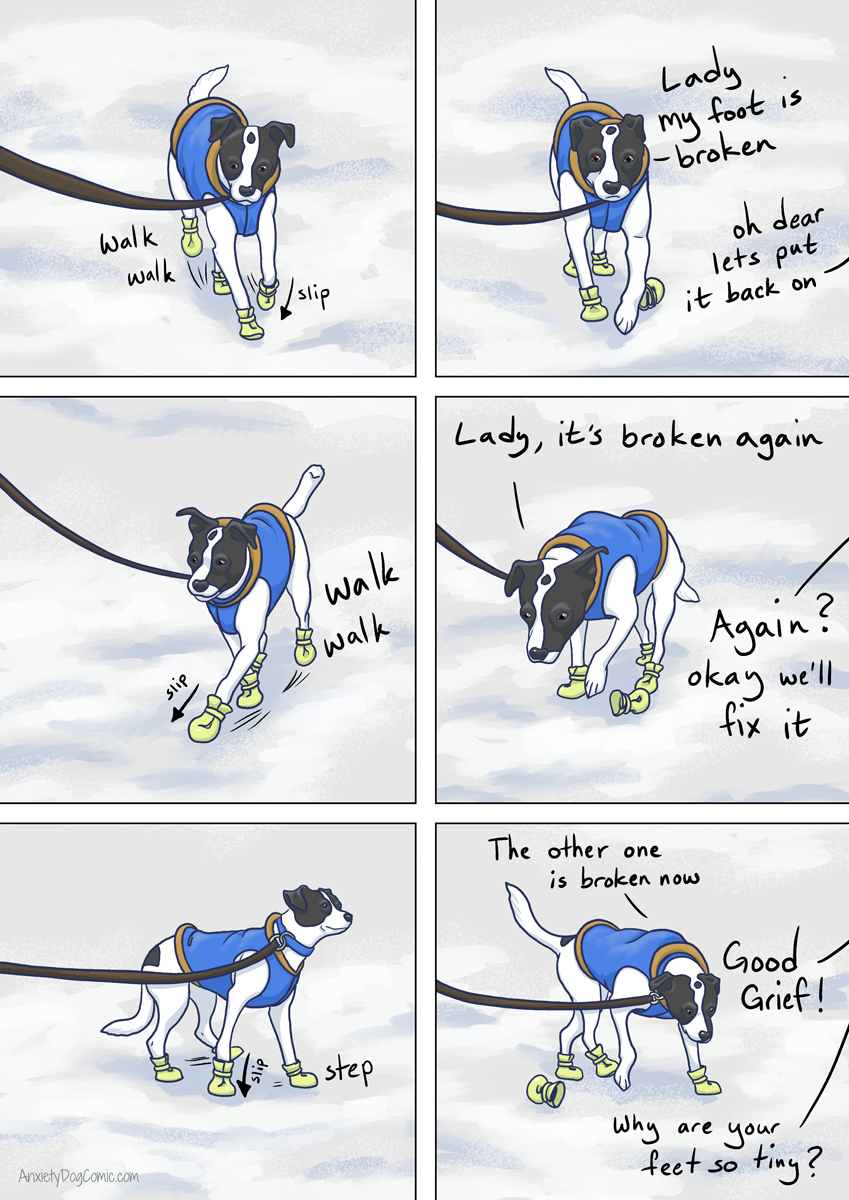 walk
walk
slip
Lady
my foot is
broken
oh dear
lets put
it back on
walk
walk
slip
Lady, it's broken again
Again?
okay we'll
fix it
slip
step
The other one
is broken now
Good
Grief!
Why are your
feet so tiny?
AnxietyDogComic.com